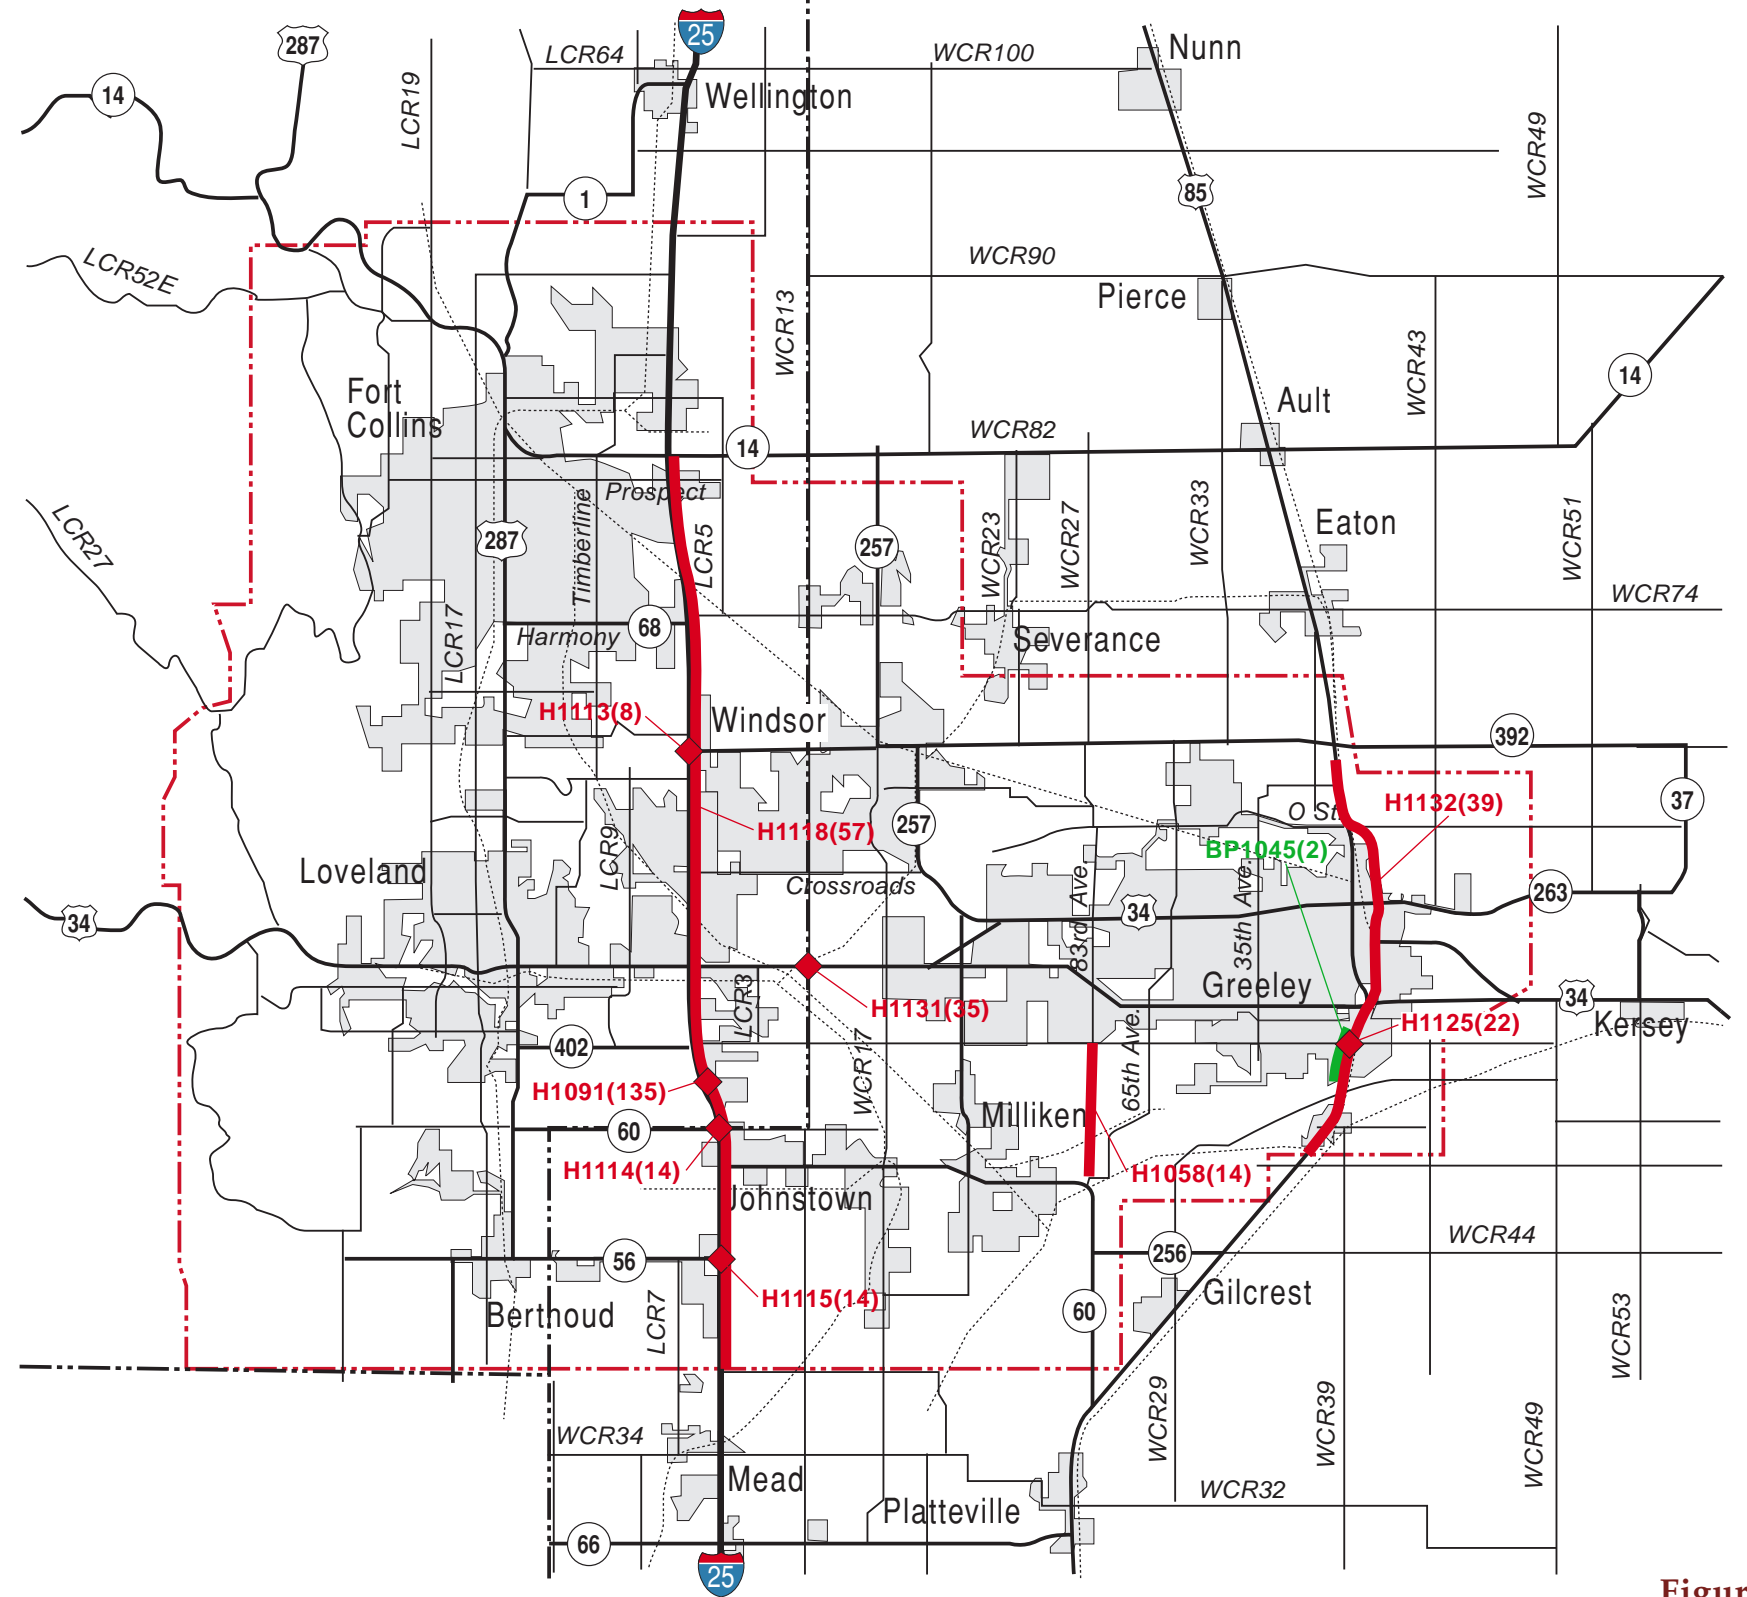 25
287
LCR64
WCR100
Nunn
14
LCR19
Wellington
WCR49
1
85
LCR52E
WCR90
WCR13
Pierce
WCR43
14
Fort
Collins
Ault
14
WCR82
Prospect
LCR27
287
Timberline
LCR5
257
WCR23
WCR27
WCR33
Eaton
WCR51
WCR74
LCR17
Harmony
68
Severance
H1113(8)
Windsor
392
37
H1118(57)
257
O St.
H1132(39)
BP1045(2)
LCR9
Loveland
Crossroads
83rd Ave.
34
35th Ave.
263
34
LCR3
H1131(35)
Greeley
34
Kersey
H1125(22)
402
WCR17
65th Ave.
H1091(135)
60
Milliken
H1114(14)
H1058(14)
Johnstown
56
256
WCR44
H1115(14)
Gilcrest
Berthoud
LCR7
60
WCR53
WCR34
WCR29
WCR39
WCR49
Mead
Platteville
WCR32
66
25
Figur